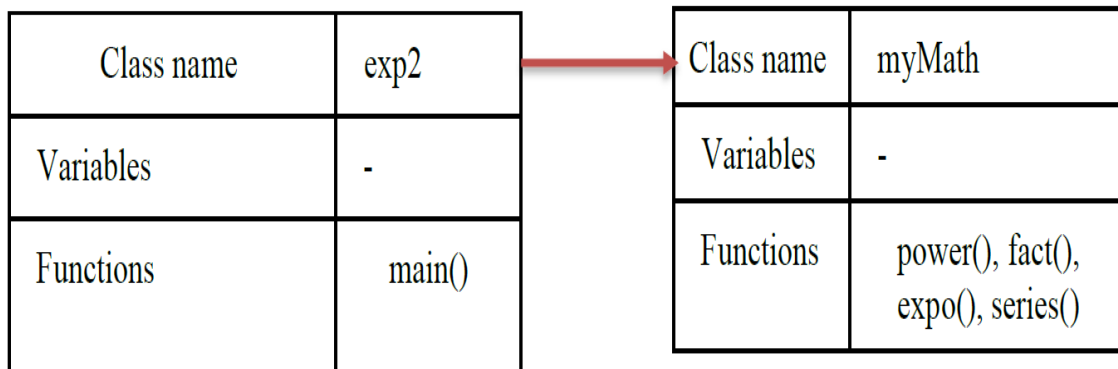 Class name exp2
Variables -
Functions main()
Class name myMath
Variables -
Functions power(), fact(),
expo(), series()